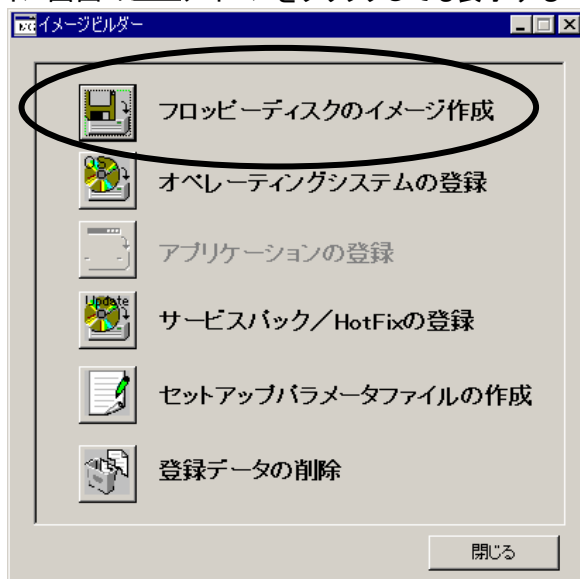 イメージビルダー
フロッピーディスクのイメージ作成
OS
オペレーティングシステムの登録
アプリケーションの登録
Update
サービスパック／HotFixの登録
セットアップパラメータファイルの作成
登録データの削除
閉じる